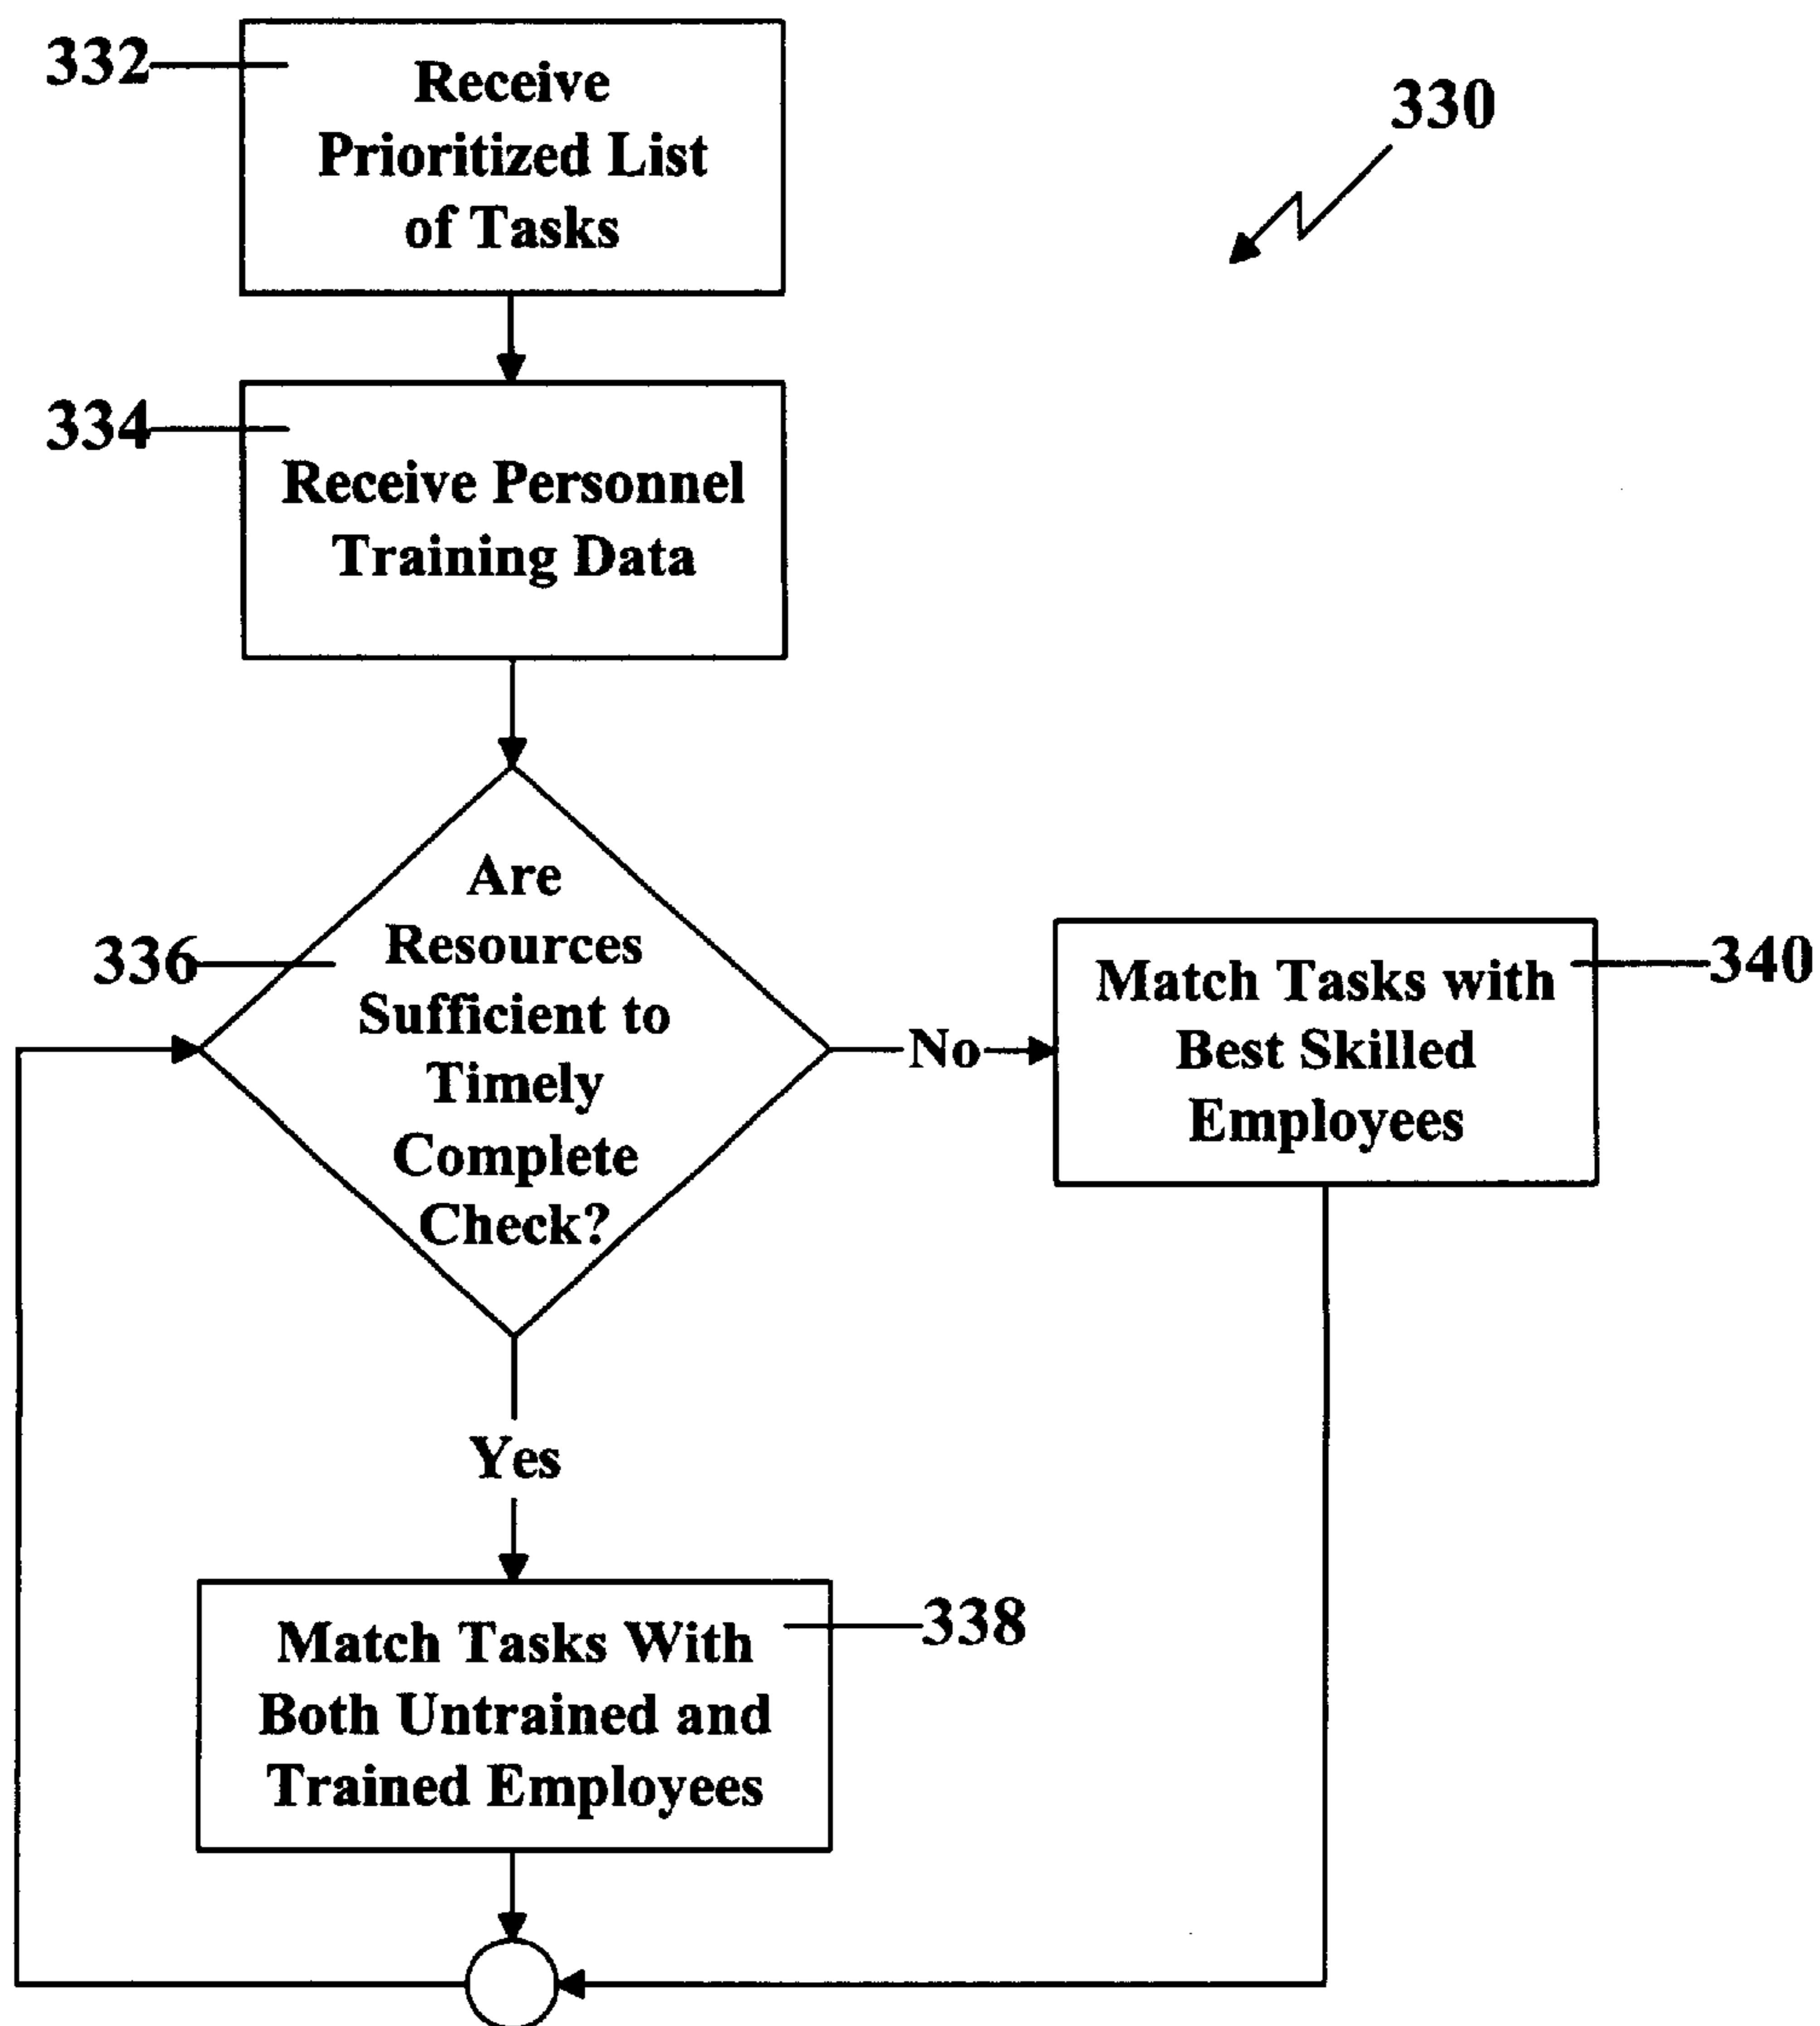 332
Receive
Prioritized List
of Tasks
330
334
Receive Personnel
Training Data
336
Are
Resources
Sufficient to
Timely
Complete
Check?
No
340
Match Tasks with
Best Skilled
Employees
Yes
338
Match Tasks With
Both Untrained and
Trained Employees